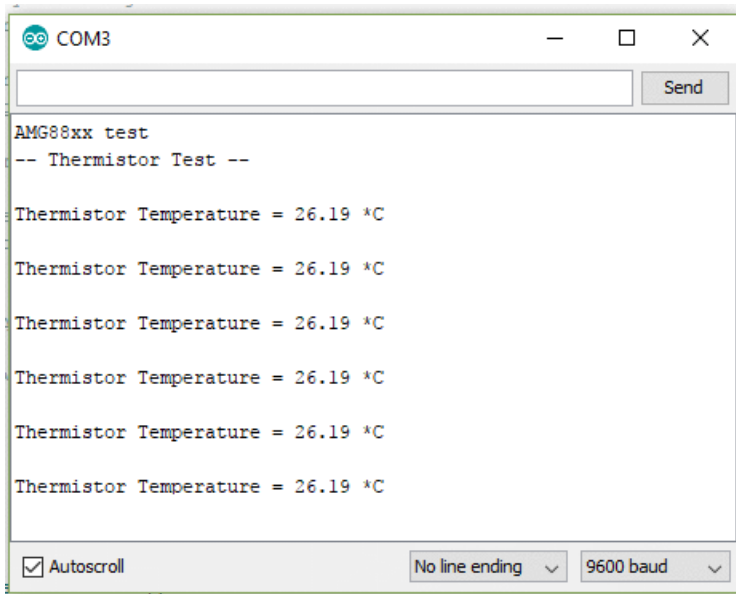 COM3
Send
AMG88xx test
-- Thermistor Test --
Thermistor Temperature = 26.19 *C
Thermistor Temperature = 26.19 *C
Thermistor Temperature = 26.19 *C
Thermistor Temperature = 26.19 *C
Thermistor Temperature = 26.19 *C
Thermistor Temperature = 26.19 *C
Autoscroll
No line ending
9600 baud